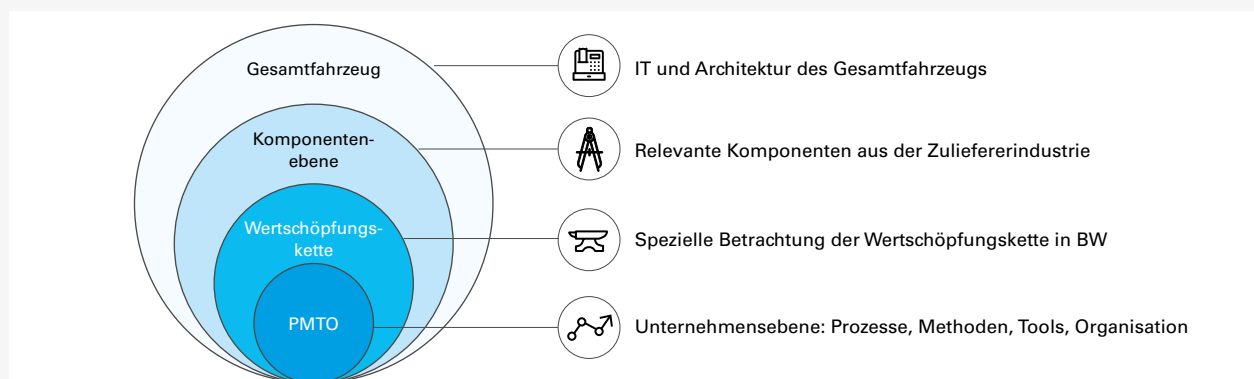 Gesamtfahrzeug
IT und Architektur des Gesamtfahrzeugs
Komponenten-
ebene
Relevante Komponenten aus der Zuliefererindustrie
Wertschöpfungs-
kette
Spezielle Betrachtung der Wertschöpfungskette in BW
PMTO
Unternehmensebene: Prozesse, Methoden, Tools, Organisation